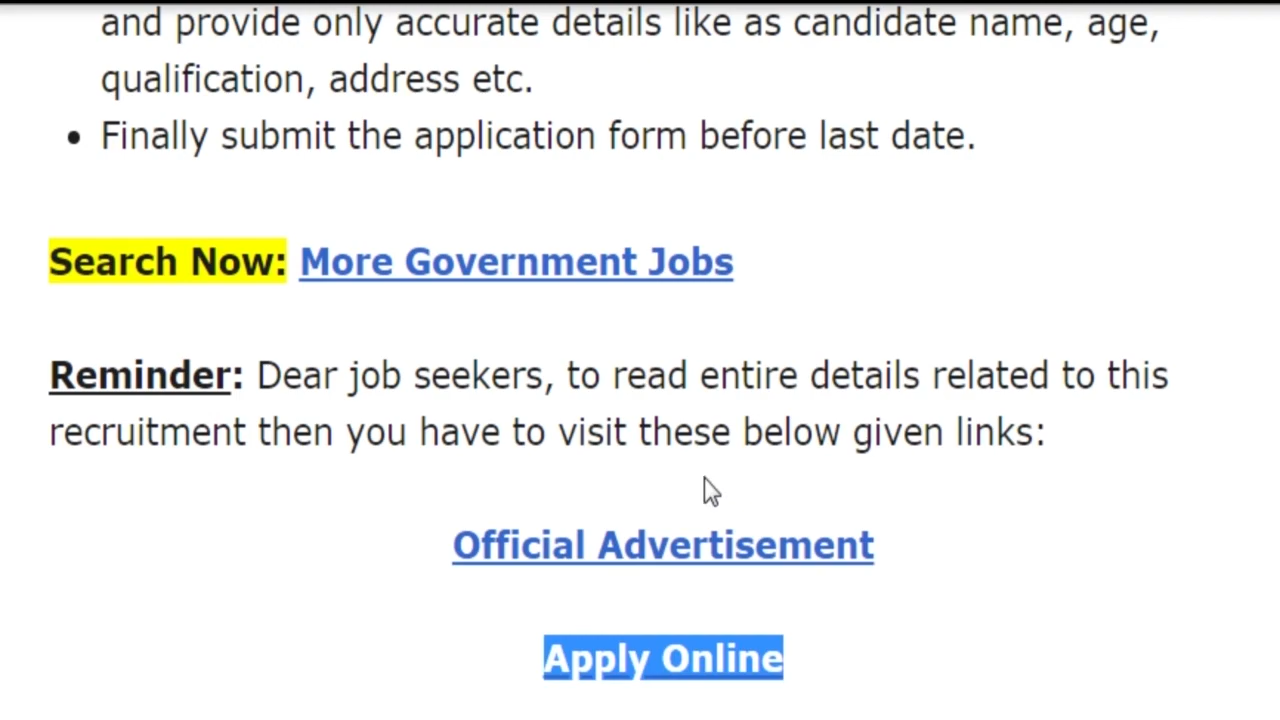 and provide only accurate details like as candidate name, age,
qualification, address etc.
• Finally submit the application form before last date.
Search Now: More Government Jobs
Reminder: Dear job seekers, to read entire details related to this
recruitment then you have to visit these below given links:
Official Advertisement
Apply Online